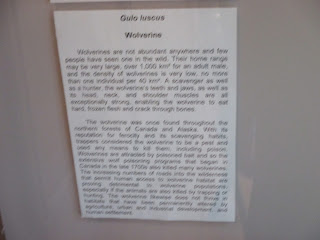 Gulo luscus
Wolverine
Wolverines are not abundant anywhere and few
people have seen one in the wild. Their home range
may be very large, over 1,000 km² for an adult male,
and the density of wolverines is very low, no more
than one individual per 40 km². A scavenger as well
as a hunter, the wolverine's teeth and jaws, as well as
its head, neck, and shoulder muscles are all
exceptionally strong, enabling the wolverine to eat
hard, frozen flesh and crack through bones.
The wolverine was once found throughout the
northern forests of Canada and Alaska. With its
reputation for ferocity and its scavenging habits,
trappers considered the wolverine to be a pest and
used any means to kill them, including poison.
Wolverines are attracted by poisoned bait and so the
extensive wolf poisoning programs that began in
Canada in the late 1700s also killed many wolverines.
The increasing numbers of roads into the wilderness
that permit human access to wolverine habitat are
proving detrimental to wolverine populations,
especially if the animals are also killed by trapping or
hunting. The wolverine likewise does not thrive in
habitats that have been permanently altered by
agriculture, urban and industrial development, and
human settlement.